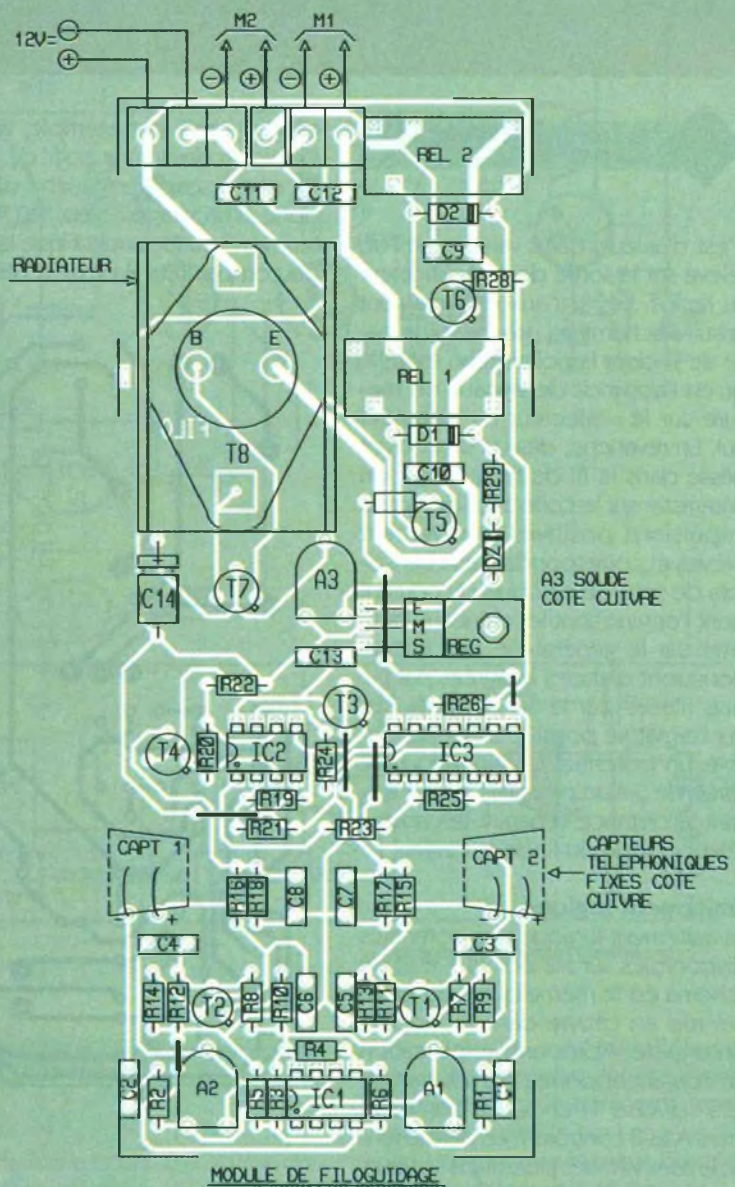 M2 M1
12V=
- +
- + - +
REL 2
C11 C12
D2
C9
RADIATEUR
R28
T6
B E
REL 1
D1
T8
C10
R29
T5
DZ
A3
C14
T7
A3 SOUDE
COTE CUIVRE
E
M
S
REG
C13
R22
T3
R26
T4
R20
IC2
R24
IC3
R19
R25
R21
R23
CAPT 1
CAPT 2
CAPTEURS
TELEPHONIQUES
FIXES COTE
CUIVRE
R16
R18
C8
C7
R17
R15
- +
- +
C4
C3
R14
R12
T2
R8
R10
C6
C5
R13
R11
T1
R7
R9
R4
C2
R2
A2
R5
R3
IC1
R6
A1
R1
C1
MODULE DE FILOGUIDAGE